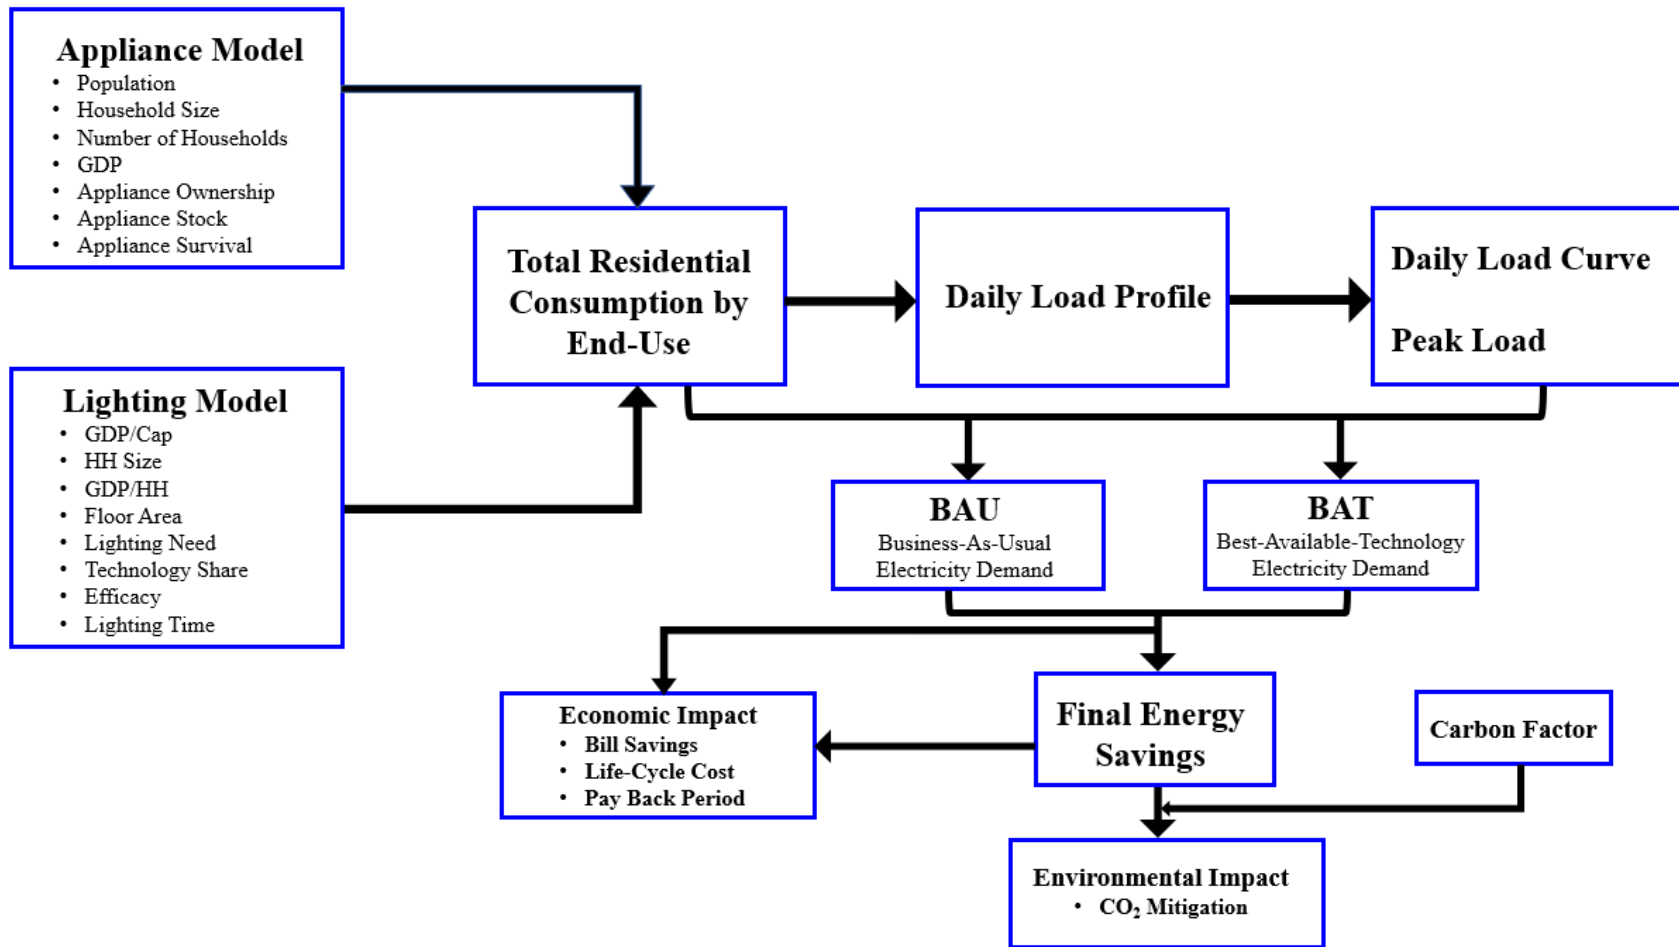 Appliance Model
• Population
• Household Size
• Number of Households
• GDP
• Appliance Ownership
• Appliance Stock
• Appliance Survival
Total Residential
Consumption by
End-Use
Daily Load Profile
Daily Load Curve
Peak Load
Lighting Model
• GDP/Cap
• HH Size
• GDP/HH
• Floor Area
• Lighting Need
• Technology Share
• Efficacy
• Lighting Time
BAU
Business-As-Usual
Electricity Demand
BAT
Best-Available-Technology
Electricity Demand
Economic Impact
• Bill Savings
• Life-Cycle Cost
• Pay Back Period
Final Energy
Savings
Carbon Factor
Environmental Impact
• CO₂ Mitigation